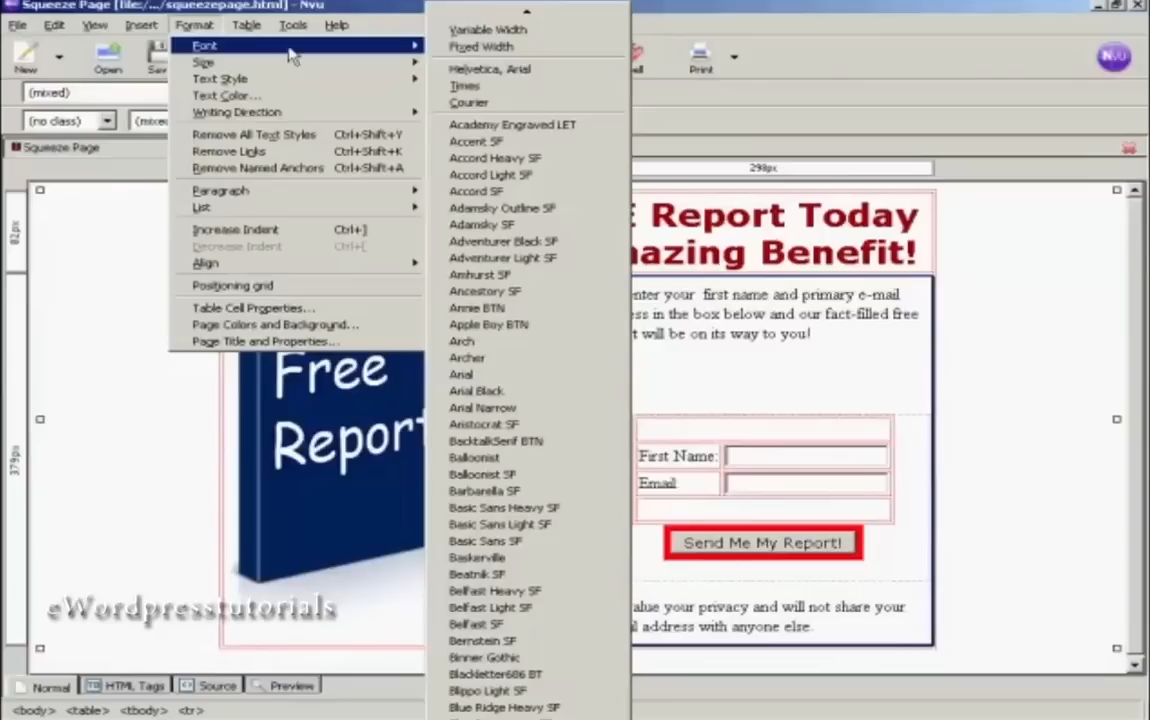 Squeeze Page [file:/.../squeezepage.html] - Nvu
File Edit View Insert Format Table Tools Help
New Open Save Print
(mixed)
(no class)
Squeeze Page
298px
82px
379px
Font
Size
Text Style
Text Color...
Writing Direction
Remove All Text Styles Ctrl+Shift+Y
Remove Links Ctrl+Shift+K
Remove Named Anchors Ctrl+Shift+A
Paragraph
List
Increase Indent Ctrl+]
Decrease Indent Ctrl+[
Align
Positioning grid
Table Cell Properties...
Page Colors and Background...
Page Title and Properties...
Variable Width
Fixed Width
Helvetica, Arial
Times
Courier
Academy Engraved LET
Accent SF
Accord Heavy SF
Accord Light SF
Accord SF
Adamsky Outline SF
Adamsky SF
Adventurer Black SF
Adventurer Light SF
Amhurst SF
Ancestory SF
Annie BTN
Apple Boy BTN
Arch
Archer
Arial
Arial Black
Arial Narrow
Aristocrat SF
BacktalkSerif BTN
Balloonist
Balloonist SF
Barbarella SF
Basic Sans Heavy SF
Basic Sans Light SF
Basic Sans SF
Baskerville
Beatnik SF
Belfast Heavy SF
Belfast Light SF
Belfast SF
Bernstein SF
Binner Gothic
Blackletter686 BT
Blippo Light SF
Blue Ridge Heavy SF
E Report Today
mazing Benefit!
enter your first name and primary e-mail
ss in the box below and our fact-filled free
t will be on its way to you!
First Name:
Email
Send Me My Report!
alue your privacy and will not share your
l address with anyone else.
Free
Report
eWordpresstutorials
Normal HTML Tags Source Preview
<body> <table> <tbody> <tr>